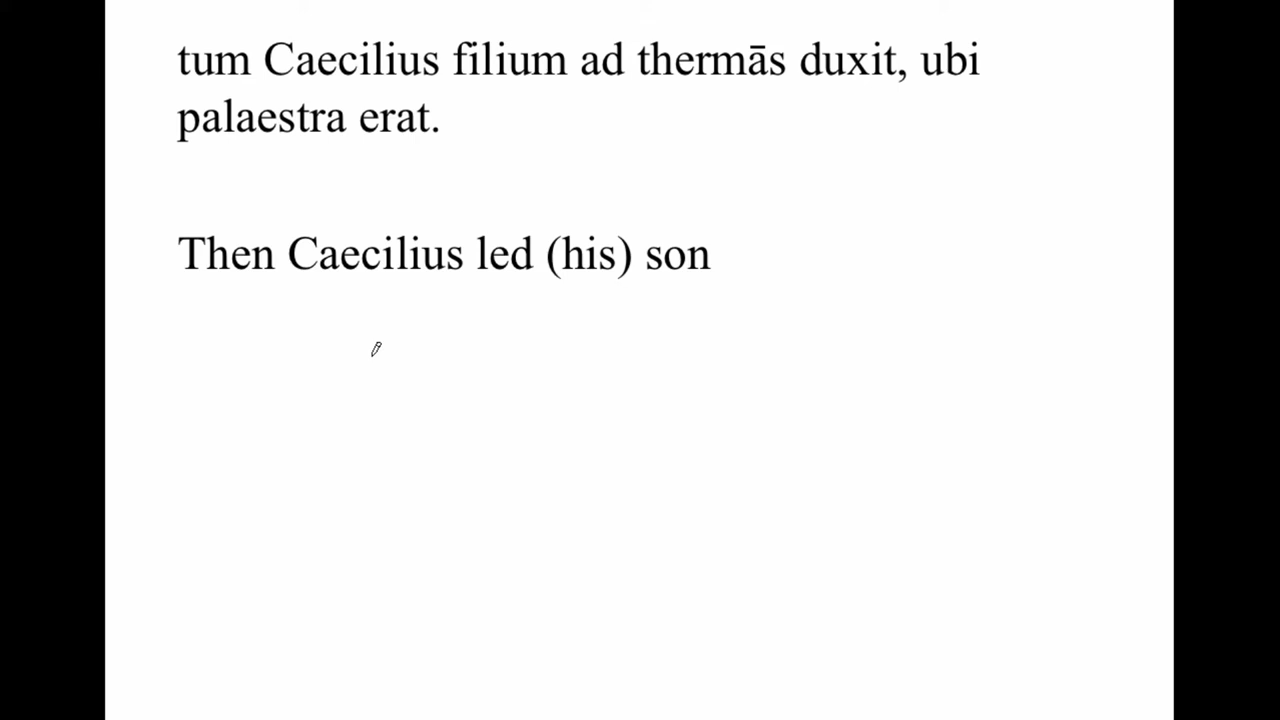 tum Caecilius filium ad thermās duxit, ubi
palaestra erat.
Then Caecilius led (his) son